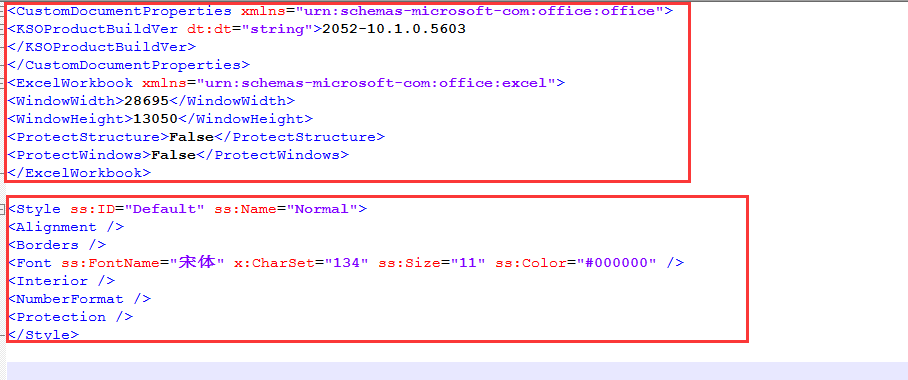 <CustomDocumentProperties xmlns="urn:schemas-microsoft-com:office:office">
<KSOProductBuildVer dt:dt="string">2052-10.1.0.5603
</KSOProductBuildVer>
</CustomDocumentProperties>
<ExcelWorkbook xmlns="urn:schemas-microsoft-com:office:excel">
<WindowWidth>28695</WindowWidth>
<WindowHeight>13050</WindowHeight>
<ProtectStructure>False</ProtectStructure>
<ProtectWindows>False</ProtectWindows>
</ExcelWorkbook>
<Style ss:ID="Default" ss:Name="Normal">
<Alignment />
<Borders />
<Font ss:FontName="宋体" x:CharSet="134" ss:Size="11" ss:Color="#000000" />
<Interior />
<NumberFormat />
<Protection />
</Style>